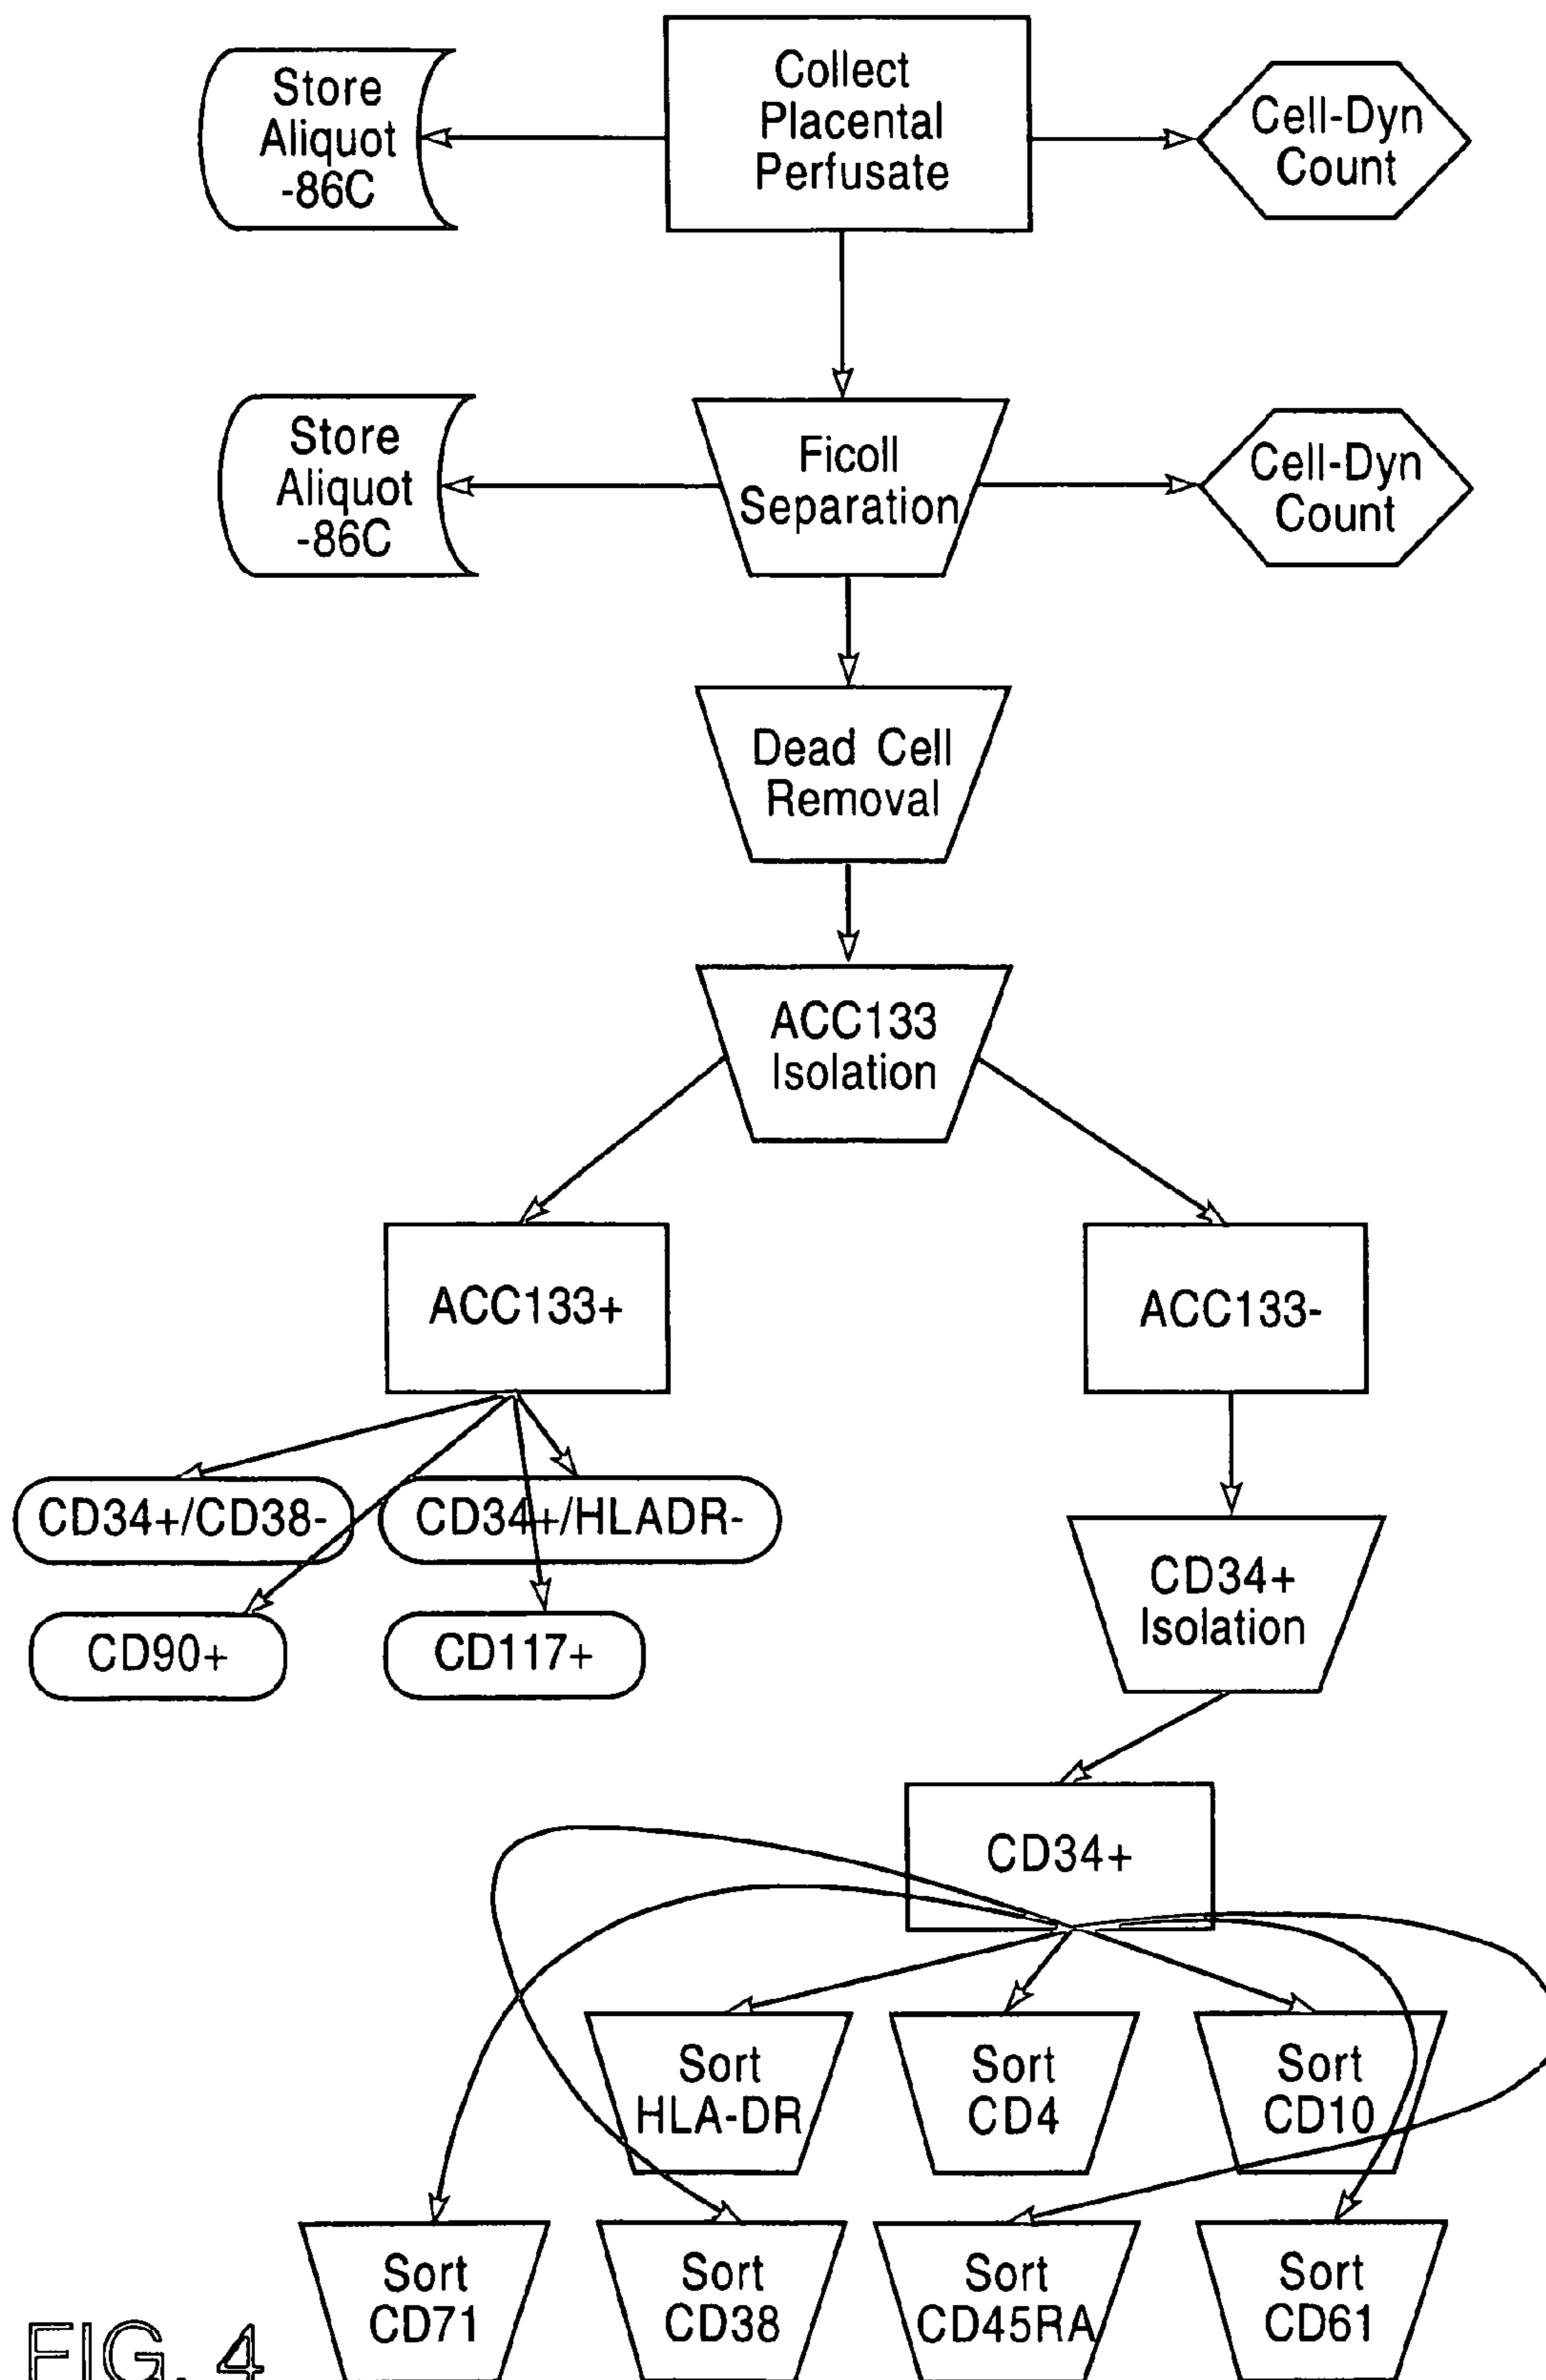 Store
Aliquot
-86C
Collect
Placental
Perfusate
Cell-Dyn
Count
Store
Aliquot
-86C
Ficoll
Separation
Cell-Dyn
Count
Dead Cell
Removal
ACC133
Isolation
ACC133+
ACC133-
CD34+/CD38-
CD34+/HLADR-
CD90+
CD117+
CD34+
Isolation
CD34+
Sort
HLA-DR
Sort
CD4
Sort
CD10
Sort
CD71
Sort
CD38
Sort
CD45RA
Sort
CD61
FIG. 4